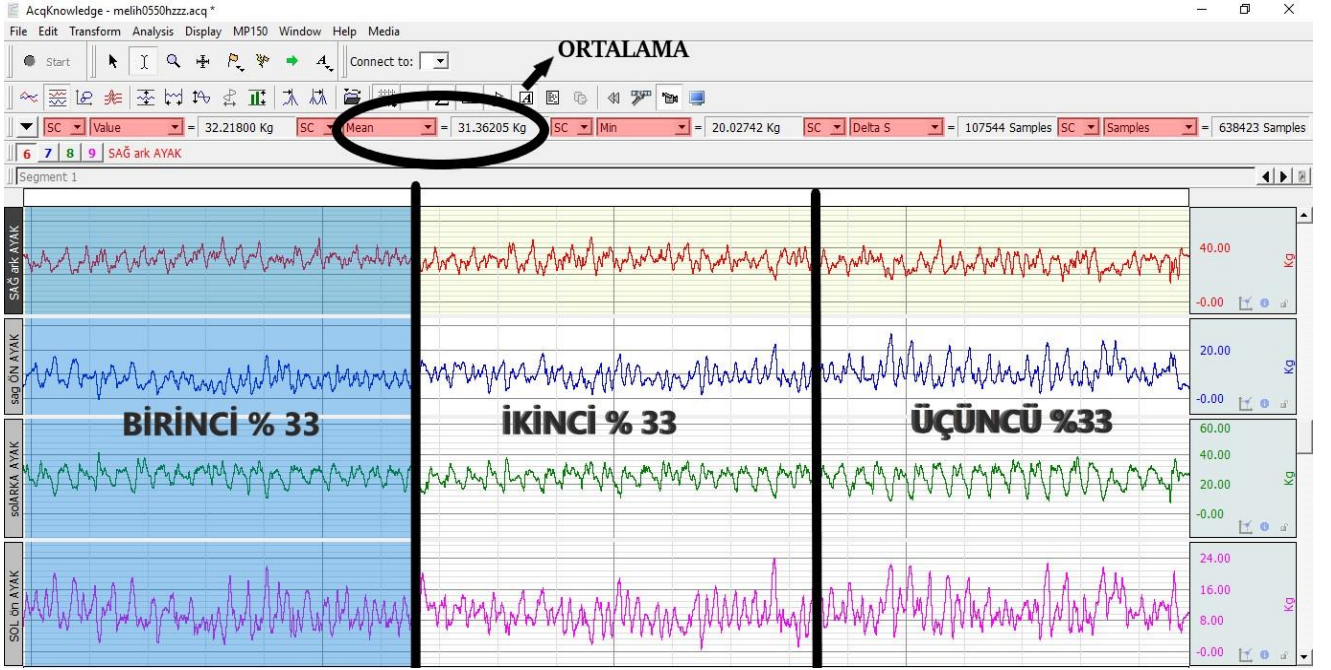 AcqKnowledge - melih0550hzzz.acq *
File Edit Transform Analysis Display MP150 Window Help Media
Start Connect to:
ORTALAMA
SC Value = 32.21800 Kg SC Mean = 31.36205 Kg SC Min = 20.02742 Kg SC Delta S = 107544 Samples SC Samples = 638423 Samples
6 7 8 9 SAĞ ark AYAK
Segment 1
SAĞ ark AYAK
40.00
-0.00
Kg
sag ÖN AYAK
20.00
-0.00
Kg
BİRİNCİ % 33 İKİNCİ % 33 ÜÇÜNCÜ %33
solARKA AYAK
60.00
40.00
20.00
-0.00
Kg
SOL ön AYAK
24.00
16.00
8.00
-0.00
Kg